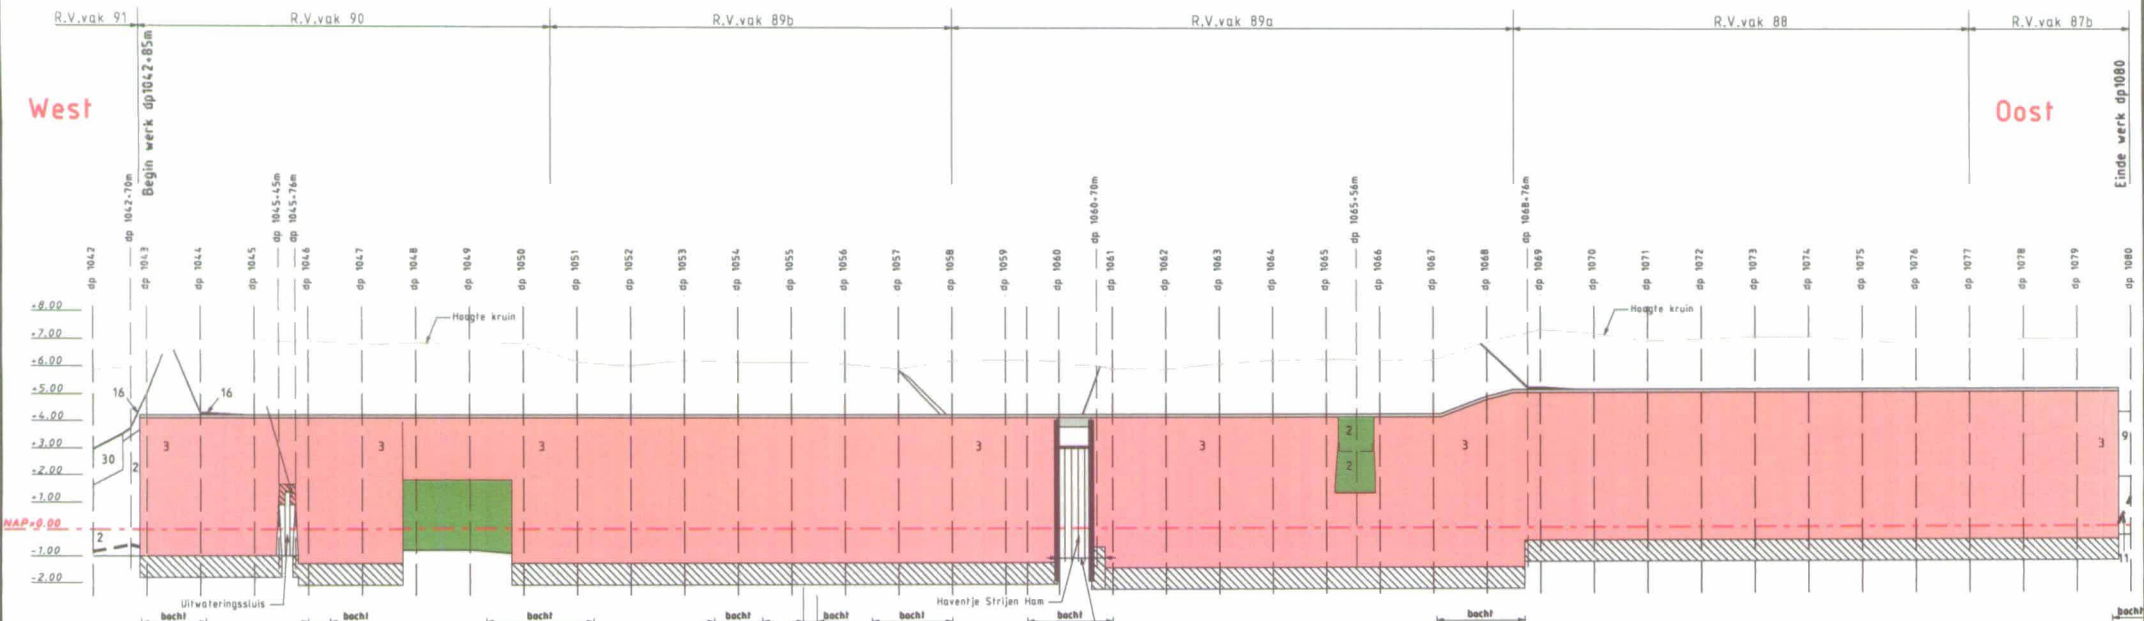 R.V.vak 91
R.V.vak 90
R.V.vak 89b
R.V.vak 89a
R.V.vak 88
R.V.vak 87b
West
Oost
Begin werk dp1042+85m
Einde werk dp1080
dp 1042
dp 1042+70m
dp 1043
dp 1044
dp 1045
dp 1045+45m
dp 1045+76m
dp 1046
dp 1047
dp 1048
dp 1049
dp 1050
dp 1051
dp 1052
dp 1053
dp 1054
dp 1055
dp 1056
dp 1057
dp 1058
dp 1059
dp 1060
dp 1060+70m
dp 1061
dp 1062
dp 1063
dp 1064
dp 1065
dp 1065+56m
dp 1066
dp 1067
dp 1068
dp 1068+76m
dp 1069
dp 1070
dp 1071
dp 1072
dp 1073
dp 1074
dp 1075
dp 1076
dp 1077
dp 1078
dp 1079
dp 1080
+8.00
+7.00
+6.00
+5.00
+4.00
+3.00
+2.00
+1.00
NAP=0.00
-1.00
-2.00
Hoogte kruin
Hoogte kruin
16
16
30
2
2
3
3
3
3
3
3
3
2
2
9
4
11
Uitwateringssluis
Haventje Strijen Ham
bocht
bocht
bocht
bocht
bocht
bocht
bocht
bocht
bocht